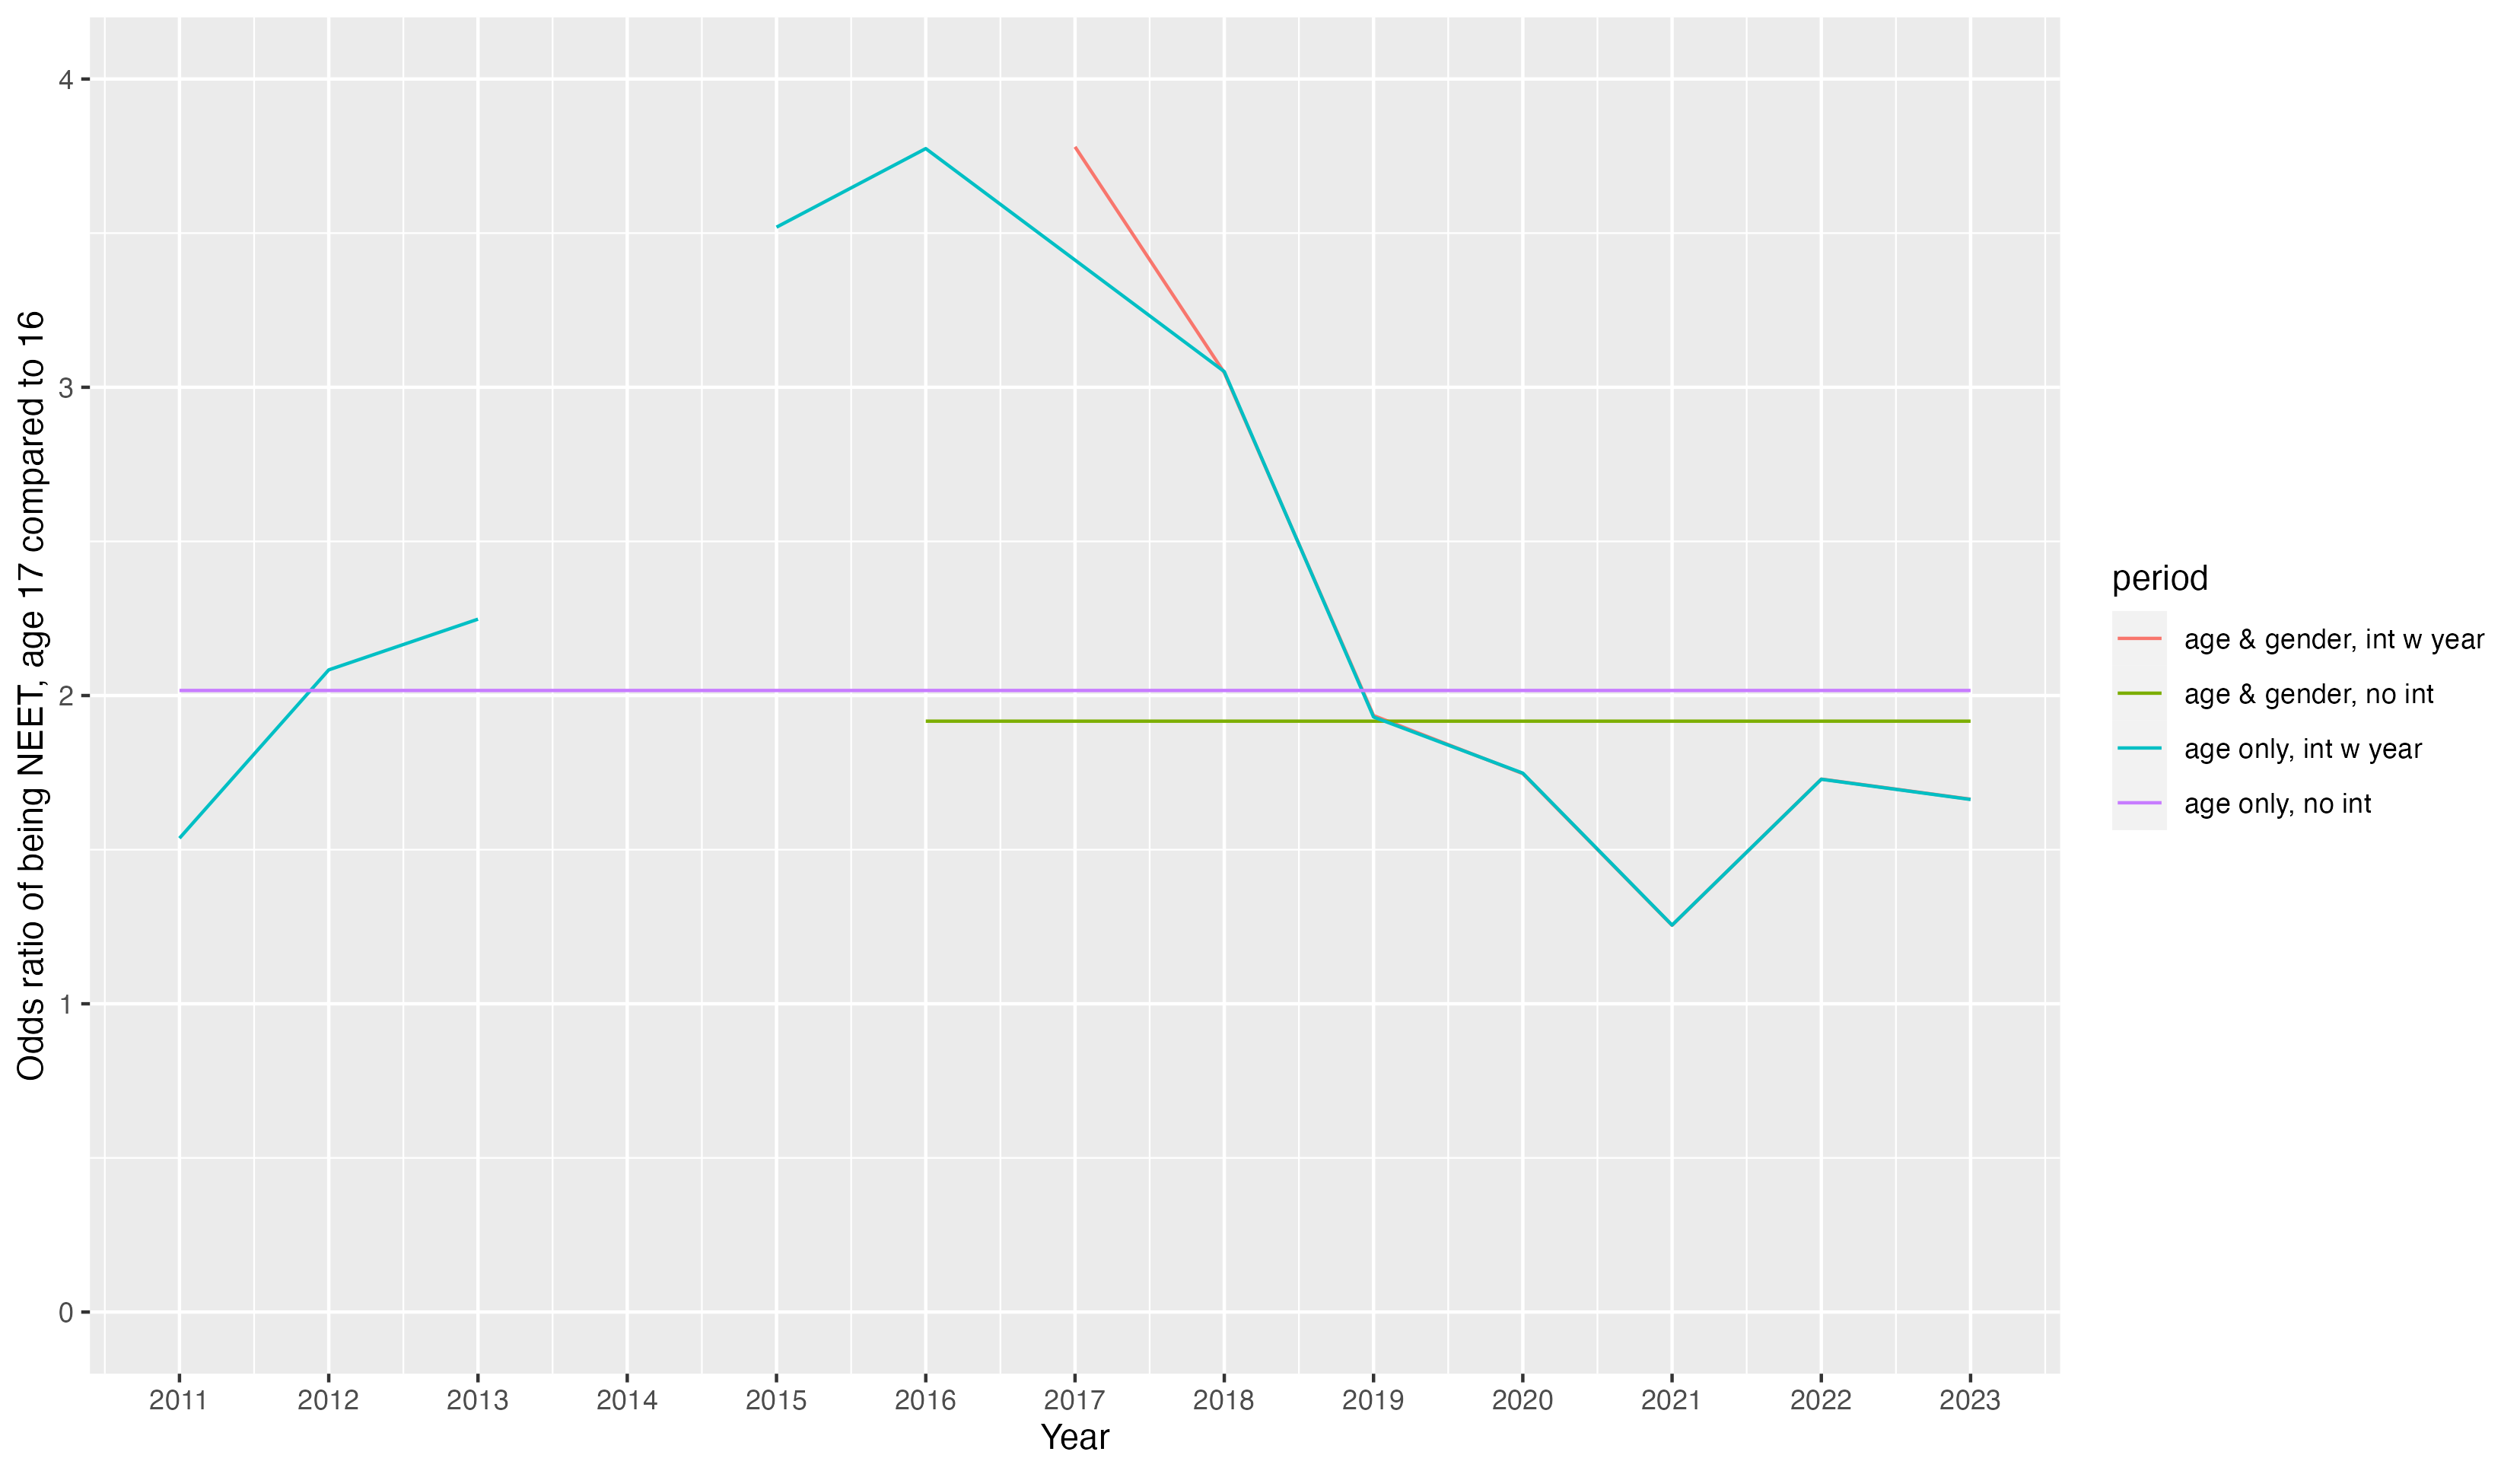 Odds ratio of being NEET, age 17 compared to 16
4
3
2
1
0
2011 2012 2013 2014 2015 2016 2017 2018 2019 2020 2021 2022 2023
Year
period
age & gender, int w year
age & gender, no int
age only, int w year
age only, no int